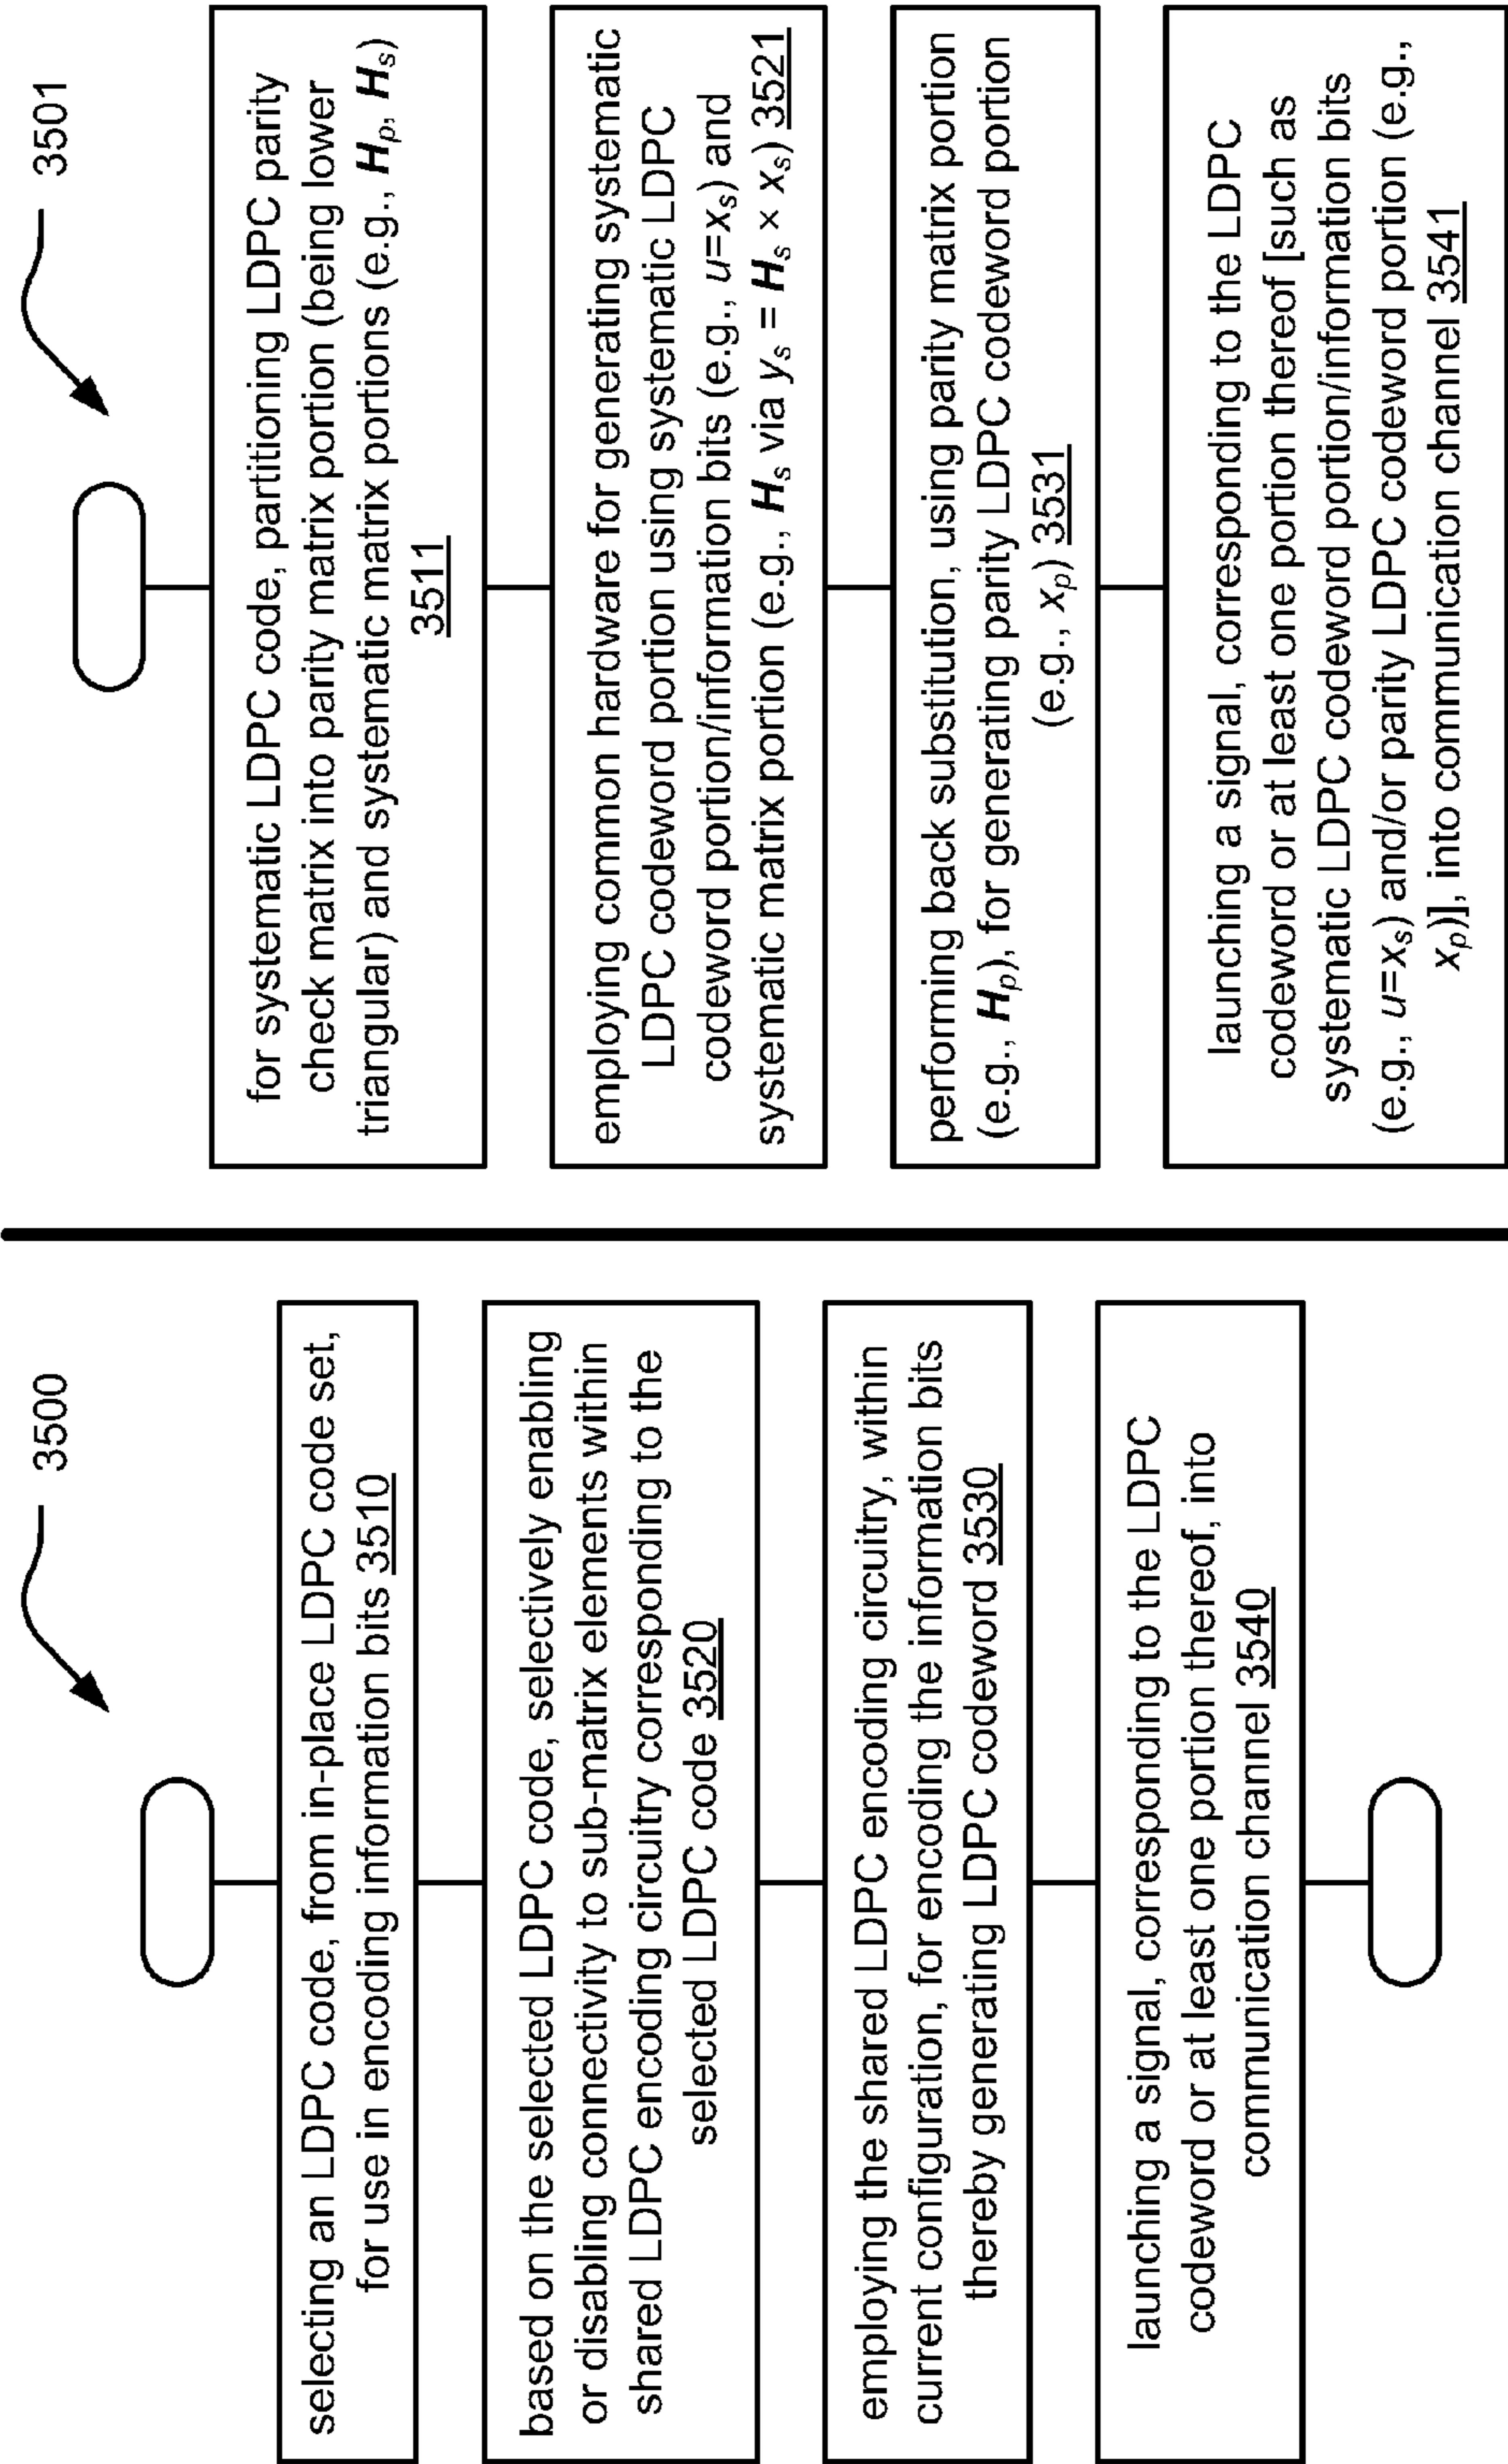 3500
selecting an LDPC code, from in-place LDPC code set,
for use in encoding information bits 3510
based on the selected LDPC code, selectively enabling
or disabling connectivity to sub-matrix elements within
shared LDPC encoding circuitry corresponding to the
selected LDPC code 3520
employing the shared LDPC encoding circuitry, within
current configuration, for encoding the information bits
thereby generating LDPC codeword 3530
launching a signal, corresponding to the LDPC
codeword or at least one portion thereof, into
communication channel 3540
3501
for systematic LDPC code, partitioning LDPC parity
check matrix into parity matrix portion (being lower
triangular) and systematic matrix portions (e.g., Hp, Hs)
3511
employing common hardware for generating systematic
LDPC codeword portion using systematic LDPC
codeword portion/information bits (e.g., u=xs) and
systematic matrix portion (e.g., Hs via ys = Hs × xs) 3521
performing back substitution, using parity matrix portion
(e.g., Hp), for generating parity LDPC codeword portion
(e.g., xp) 3531
launching a signal, corresponding to the LDPC
codeword or at least one portion thereof [such as
systematic LDPC codeword portion/information bits
(e.g., u=xs) and/or parity LDPC codeword portion (e.g.,
xp)], into communication channel 3541